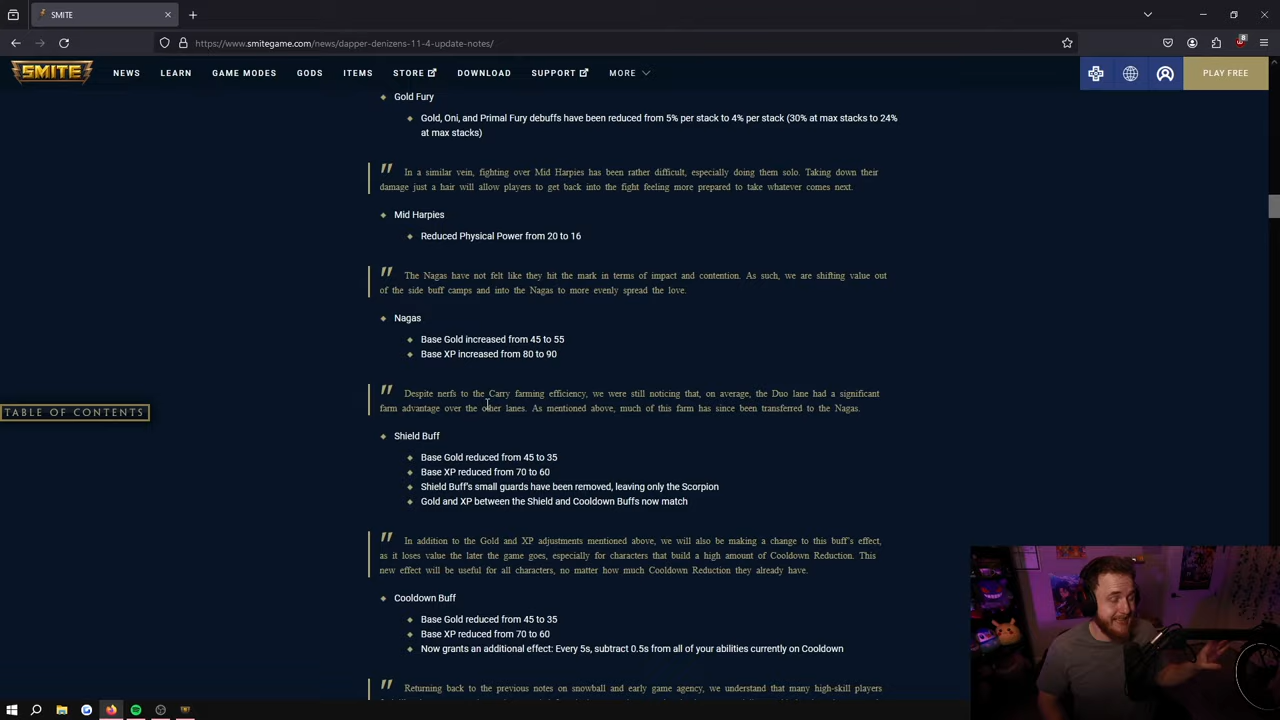 SMITE
https://www.smitegame.com/news/dapper-denizens-11-4-update-notes/
8
SMITE
NEWS
LEARN
GAME MODES
GODS
ITEMS
STORE
DOWNLOAD
SUPPORT
MORE
PLAY FREE
Gold Fury
Gold, Oni, and Primal Fury debuffs have been reduced from 5% per stack to 4% per stack (30% at max stacks to 24%
at max stacks)
In a similar vein, fighting over Mid Harpies has been rather difficult, especially doing them solo. Taking down their
damage just a hair will allow players to get back into the fight feeling more prepared to take whatever comes next.
Mid Harpies
Reduced Physical Power from 20 to 16
The Nagas have not felt like they hit the mark in terms of impact and contention. As such, we are shifting value out
of the side buff camps and into the Nagas to more evenly spread the love.
Nagas
Base Gold increased from 45 to 55
Base XP increased from 80 to 90
TABLE OF CONTENTS
Despite nerfs to the Carry farming efficiency, we were still noticing that, on average, the Duo lane had a significant
farm advantage over the other lanes. As mentioned above, much of this farm has since been transferred to the Nagas.
Shield Buff
Base Gold reduced from 45 to 35
Base XP reduced from 70 to 60
Shield Buff's small guards have been removed, leaving only the Scorpion
Gold and XP between the Shield and Cooldown Buffs now match
In addition to the Gold and XP adjustments mentioned above, we will also be making a change to this buff's effect,
as it loses value the later the game goes, especially for characters that build a high amount of Cooldown Reduction. This
new effect will be useful for all characters, no matter how much Cooldown Reduction they already have.
Cooldown Buff
Base Gold reduced from 45 to 35
Base XP reduced from 70 to 60
Now grants an additional effect: Every 5s, subtract 0.5s from all of your abilities currently on Cooldown
Returning back to the previous notes on snowball and early game agency, we understand that many high-skill players